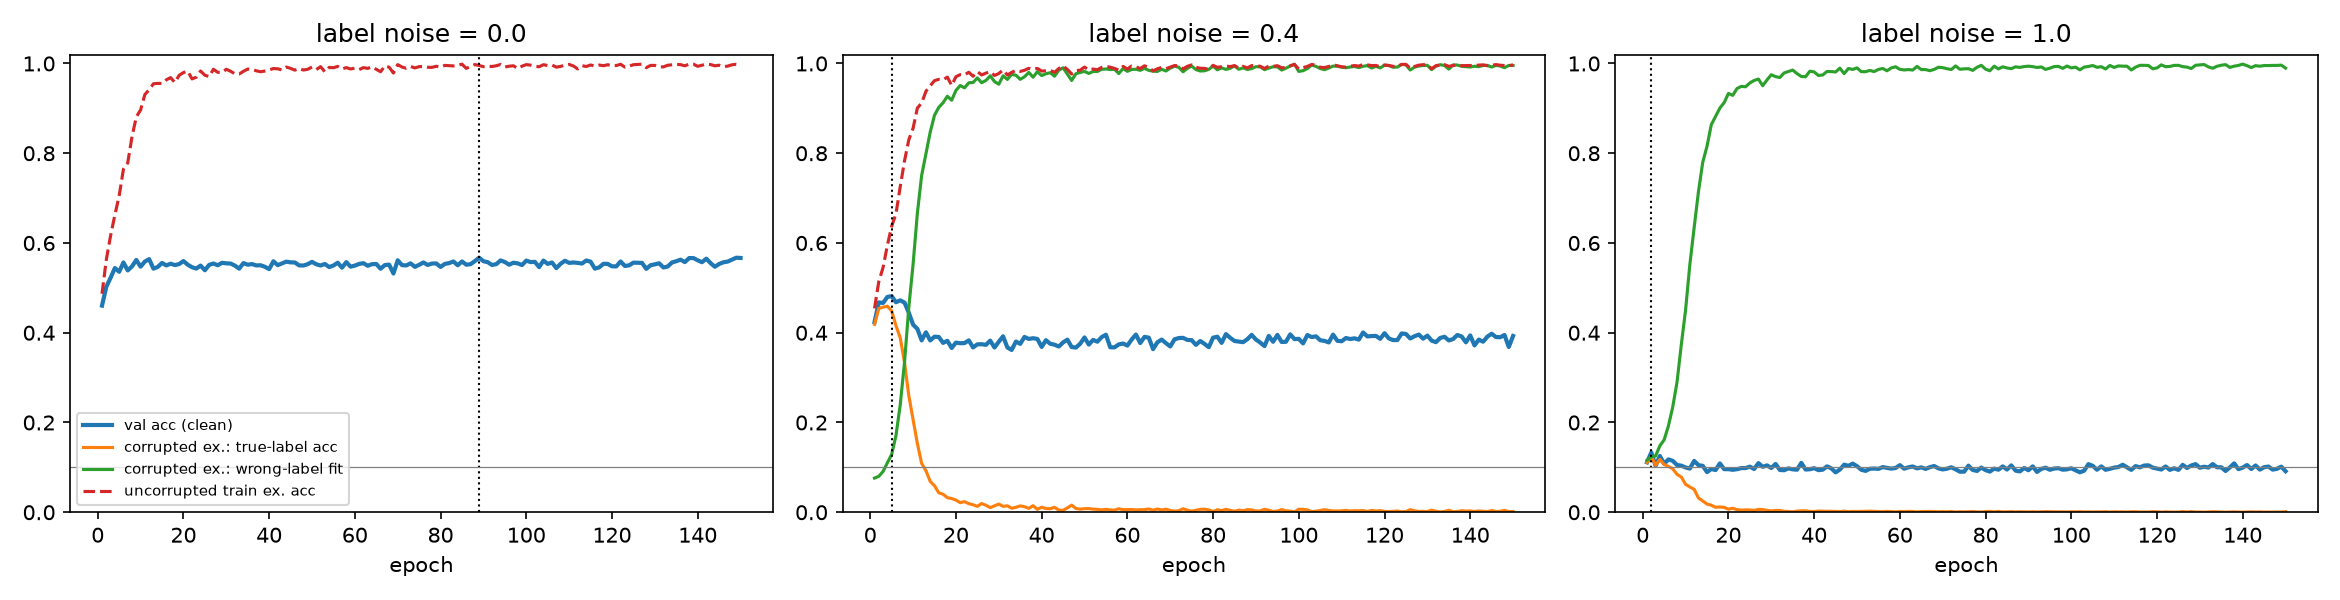 label noise = 0.0
1.0
0.8
0.6
0.4
0.2
0.0
val acc (clean)
corrupted ex.: true-label acc
corrupted ex.: wrong-label fit
uncorrupted train ex. acc
0 20 40 60 80 100 120 140
epoch
label noise = 0.4
1.0
0.8
0.6
0.4
0.2
0.0
0 20 40 60 80 100 120 140
epoch
label noise = 1.0
1.0
0.8
0.6
0.4
0.2
0.0
0 20 40 60 80 100 120 140
epoch